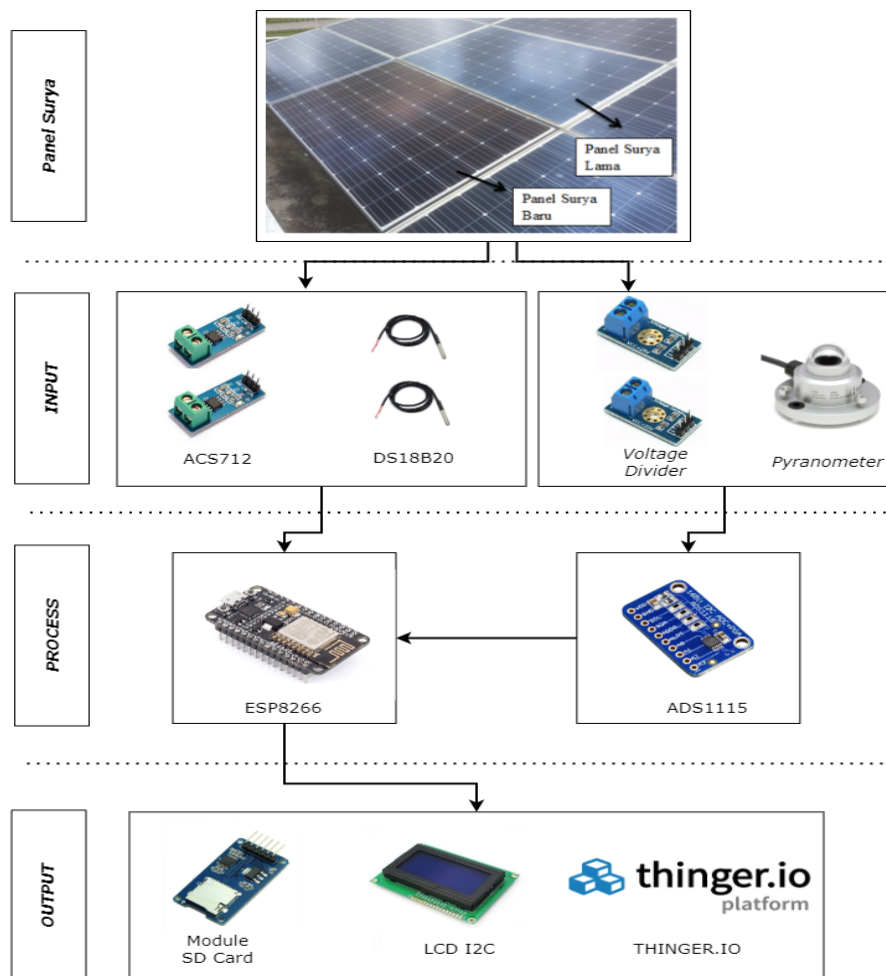 Panel Surya
Panel Surya
Lama
Panel Surya
Baru
INPUT
ACS712
DS18B20
Voltage
Divider
Pyranometer
PROCESS
ESP8266
ADS1115
OUTPUT
Module
SD Card
LCD I2C
thinger.io
platform
THINGER.IO